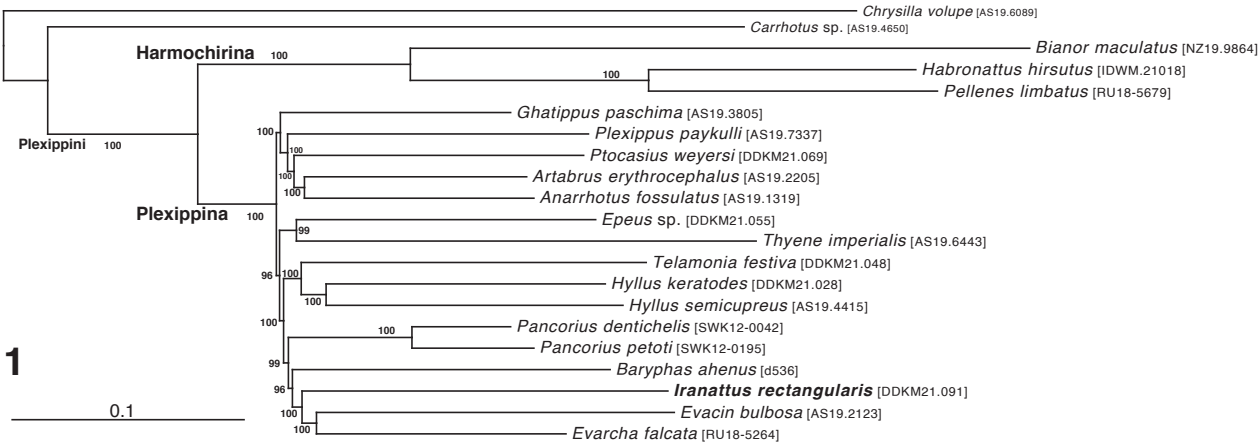 Chrysilla volupe [AS19.6089]
Carrhotus sp. [AS19.4650]
Harmochirina 100
Bianor maculatus [NZ19.9864]
100 Habronattus hirsutus [IDWM.21018]
Pellenes limbatus [RU18-5679]
Ghatippus paschima [AS19.3805]
100 Plexippus paykulli [AS19.7337]
Plexippini 100
100 Ptocasius weyersi [DDKM21.069]
100 Artabrus erythrocephalus [AS19.2205]
100 Anarrhotus fossulatus [AS19.1319]
Plexippina 100
Epeus sp. [DDKM21.055]
99
Thyene imperialis [AS19.6443]
Telamonia festiva [DDKM21.048]
96 100
Hyllus keratodes [DDKM21.028]
100
Hyllus semicupreus [AS19.4415]
100
Pancorius dentichelis [SWK12-0042]
100
Pancorius petoti [SWK12-0195]
99
Baryphas ahenus [d536]
1
96
Iranattus rectangularis [DDKM21.091]
0.1
100
Evacin bulbosa [AS19.2123]
100
Evarcha falcata [RU18-5264]